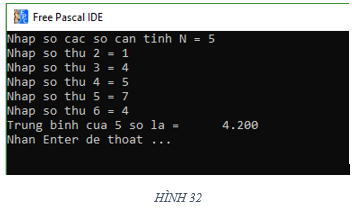 Free Pascal IDE
Nhap so cac so can tinh N = 5
Nhap so thu 2 = 1
Nhap so thu 3 = 4
Nhap so thu 4 = 5
Nhap so thu 5 = 7
Nhap so thu 6 = 4
Trung binh cua 5 so la =      4.200
Nhan Enter de thoat ...
HÌNH 32